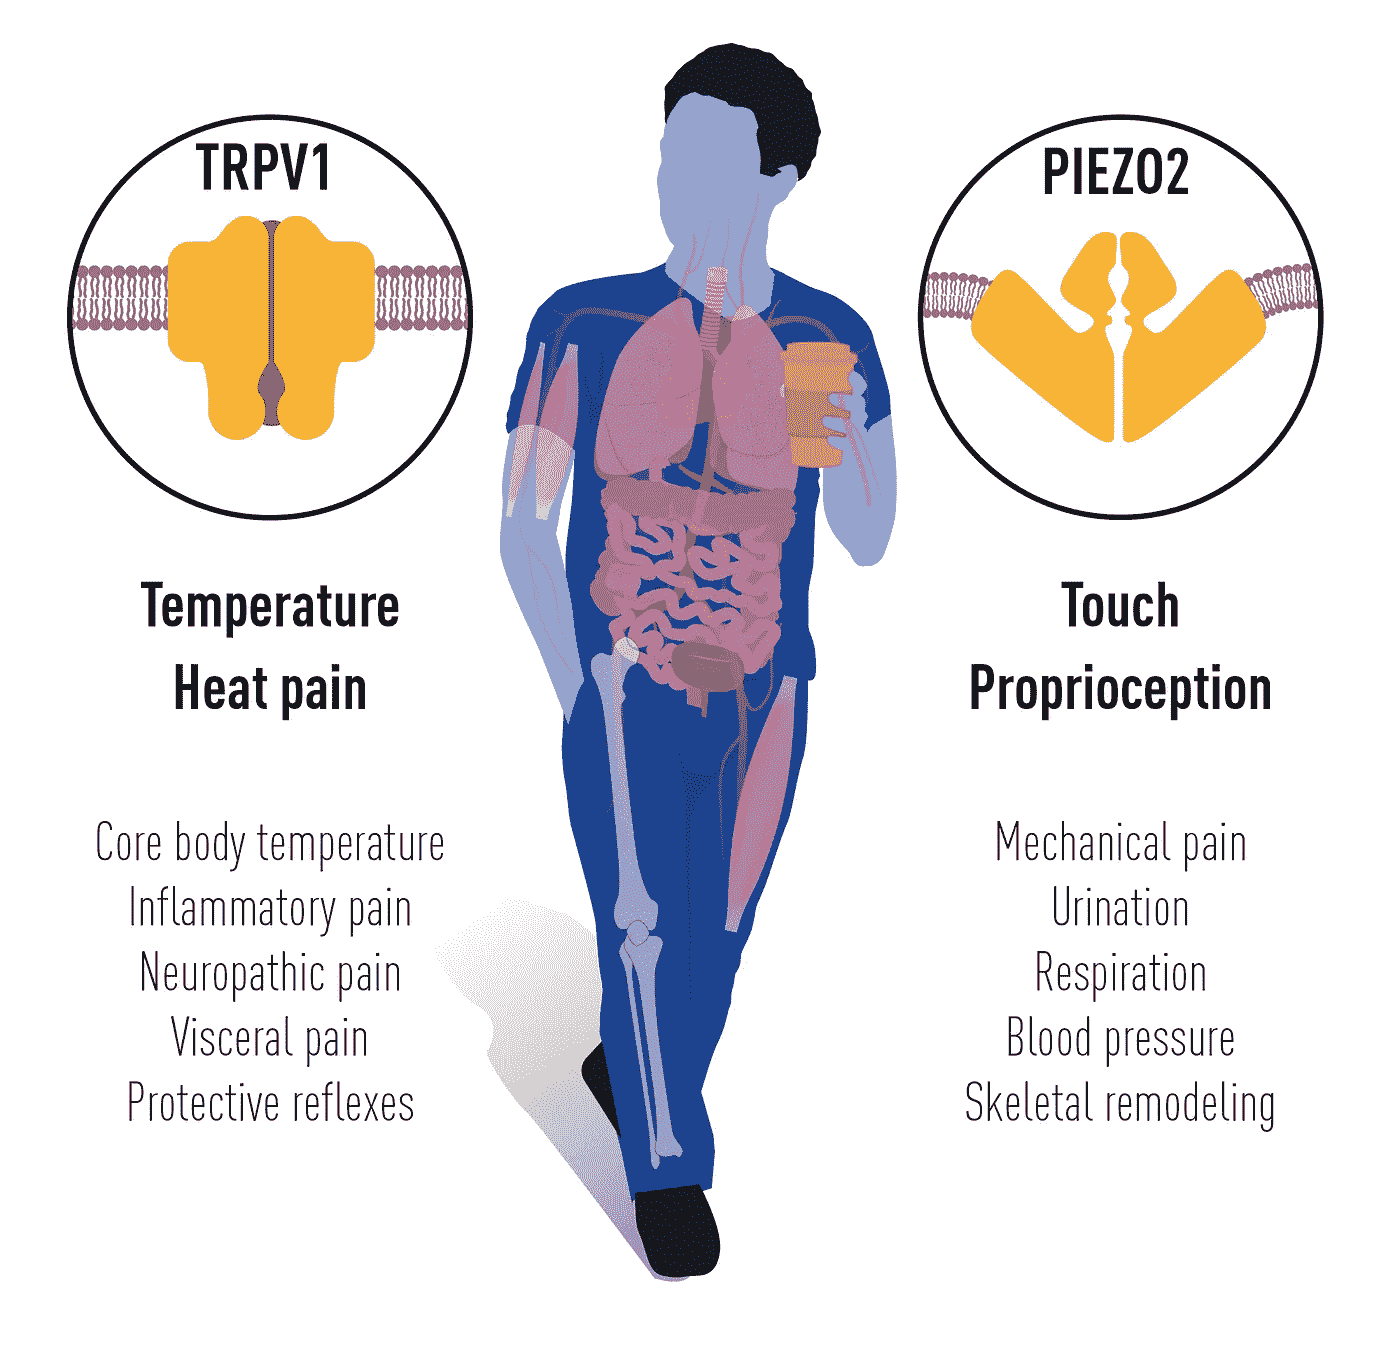 TRPV1
Temperature
Heat pain
Core body temperature
Inflammatory pain
Neuropathic pain
Visceral pain
Protective reflexes
PIEZO2
Touch
Proprioception
Mechanical pain
Urination
Respiration
Blood pressure
Skeletal remodeling